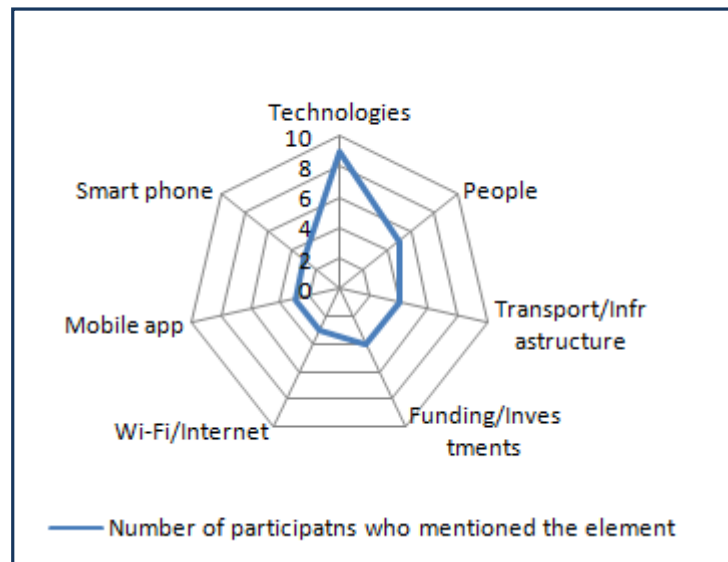 Technologies
10
8
6
4
2
0
Smart phone
People
Mobile app
Transport/Infr
astructure
Wi-Fi/Internet
Funding/Inves
tments
Number of participatns who mentioned the element